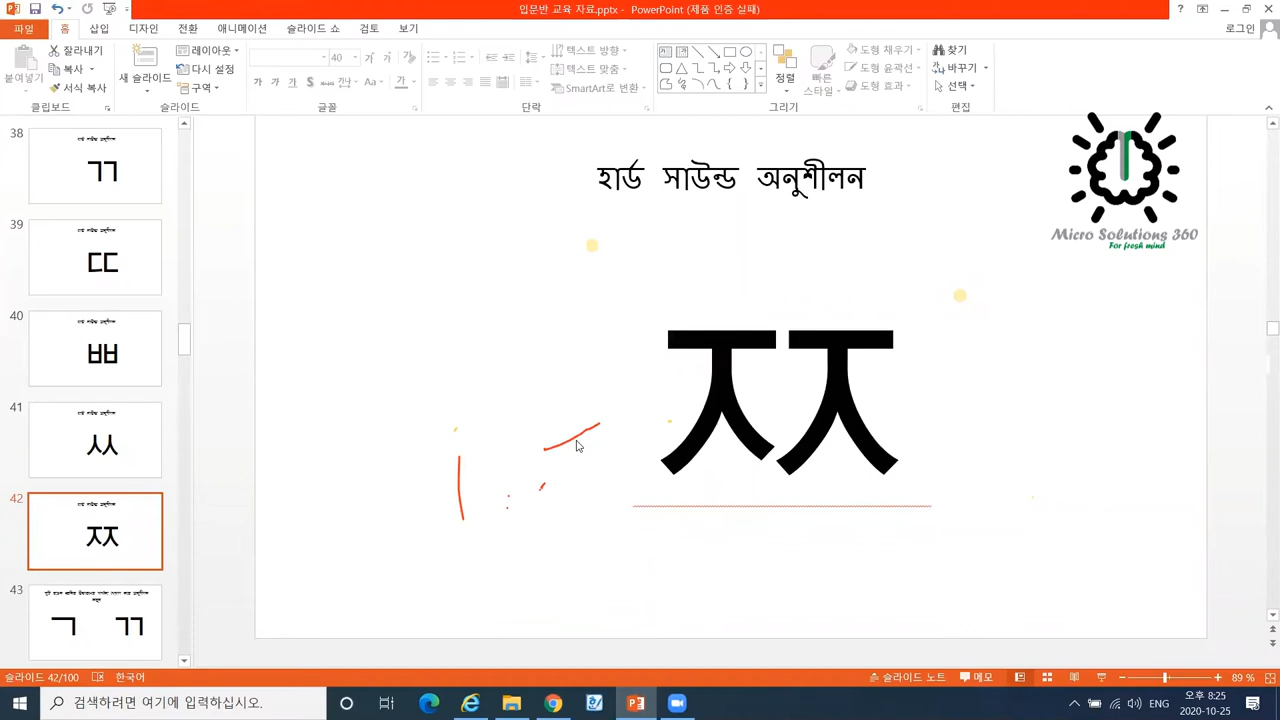 입문반 교육 자료.pptx - PowerPoint (제품 인증 실패)
파일 홈 삽입 디자인 전환 애니메이션 슬라이드 쇼 검토 보기 로그인
붙여넣기 잘라내기 복사 서식 복사 클립보드
새 슬라이드 레이아웃 다시 설정 구역 슬라이드
40 가 가 가 가 Aa 가 글꼴
텍스트 방향 텍스트 맞춤 SmartArt로 변환 단락
정렬 빠른 스타일 도형 채우기 도형 윤곽선 도형 효과 그리기
찾기 바꾸기 선택 편집
38
ㄲ
39
ㄸ
40
ㅃ
41
ㅆ
42
ㅉ
43
ㄱ ㄲ
হার্ড সাউন্ড অনুশীলন
ㅉ
Micro Solutions 360
For fresh mind
슬라이드 42/100 한국어 슬라이드 노트 메모 89 %
검색하려면 여기에 입력하십시오.
ENG
오후 8:25
2020-10-25